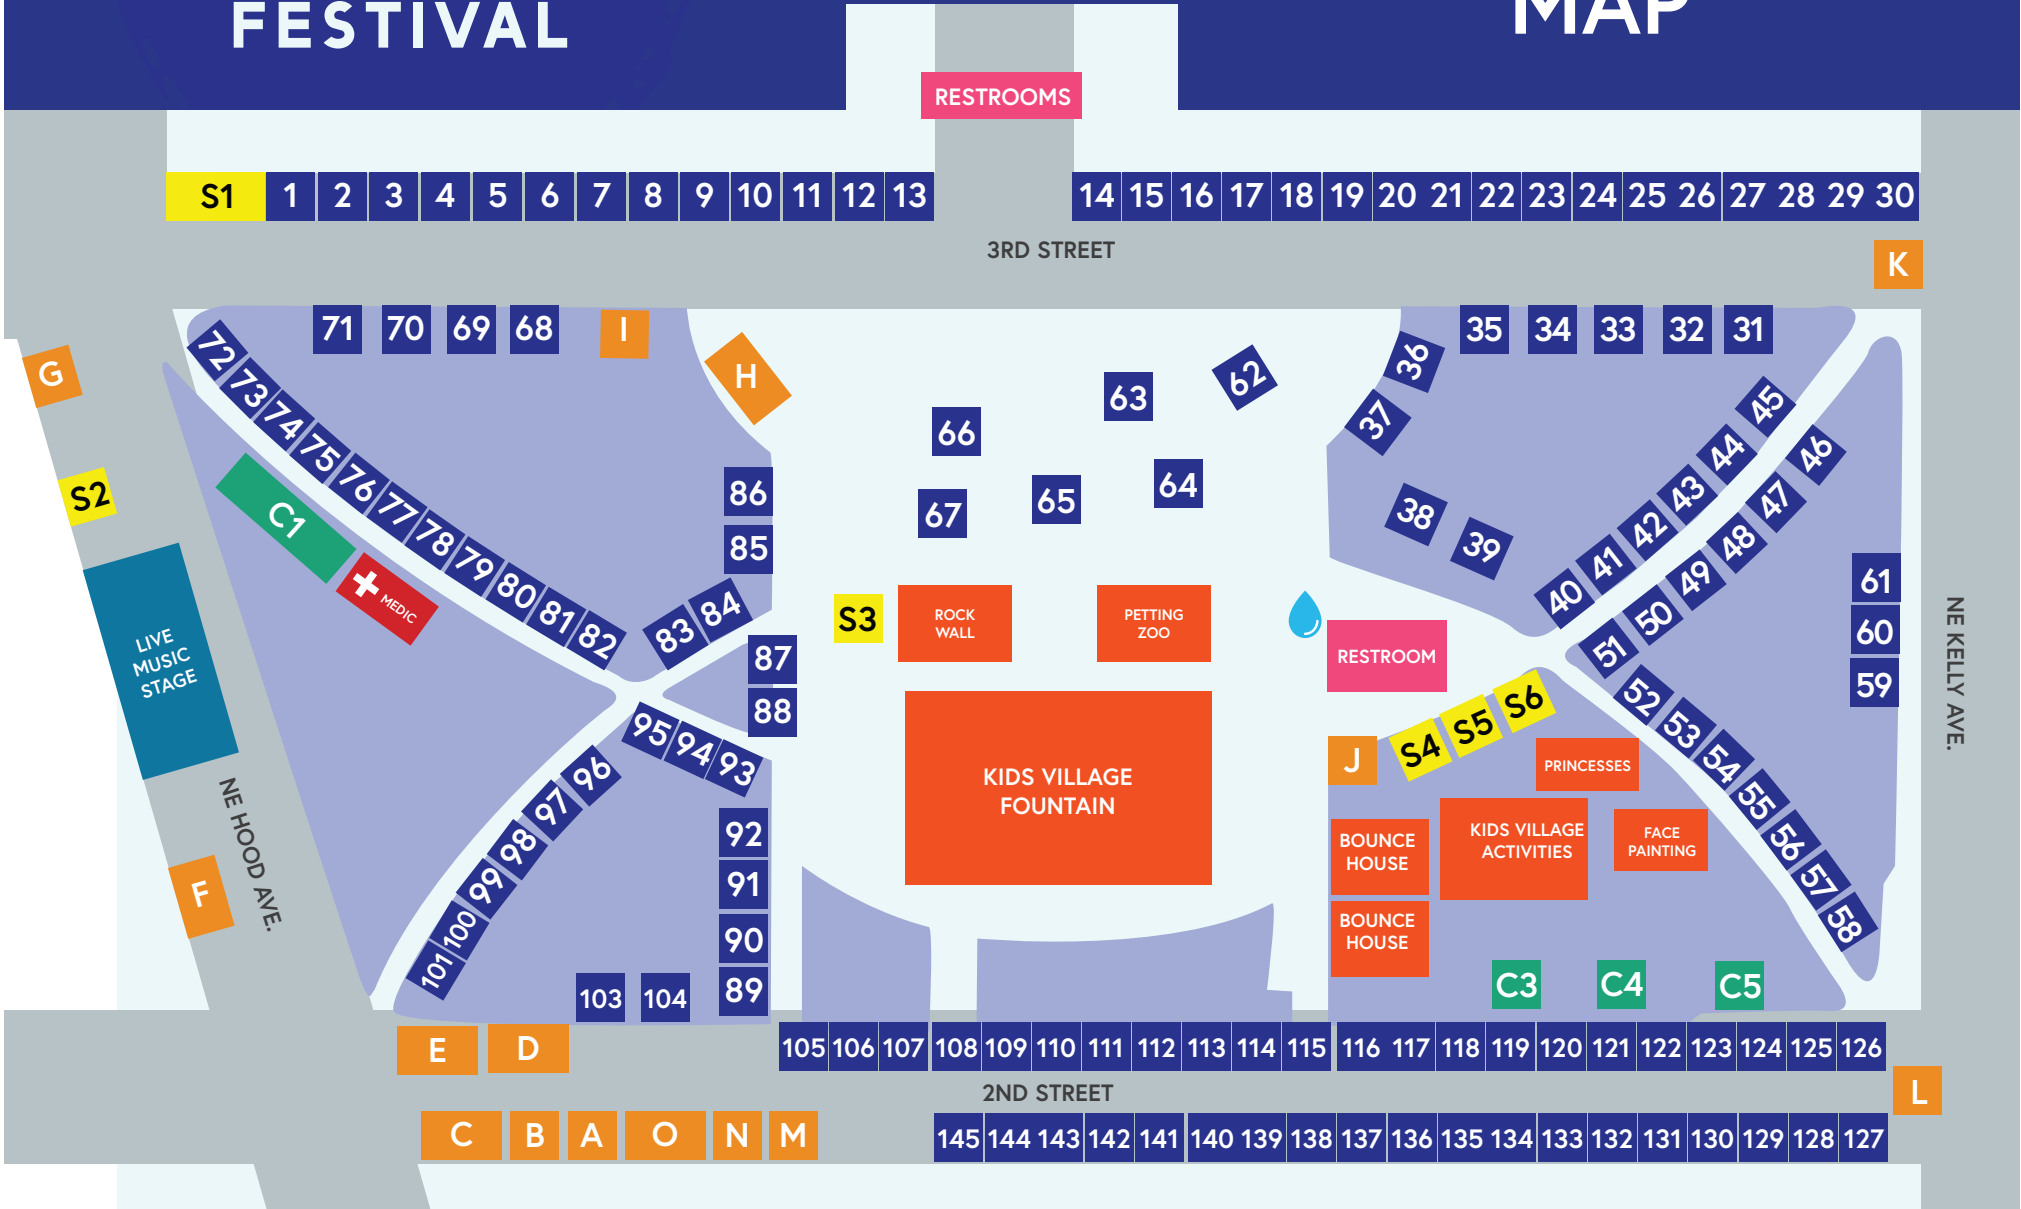 FESTIVAL
MAP
RESTROOMS
S1 1 2 3 4 5 6 7 8 9 10 11 12 13
14 15 16 17 18 19 20 21 22 23 24 25 26 27 28 29 30
3RD STREET
K
71 70 69 68 I
H
35 34 33 32 31
36
37
38
39
G
S2
LIVE
MUSIC
STAGE
F
NE HOOD AVE.
72
73
74
75
76
77
78
79
80
81
82
C1
MEDIC
83
84
85
86
87
88
66
63
62
67
65
64
S3
ROCK
WALL
PETTING
ZOO
RESTROOM
KIDS VILLAGE
FOUNTAIN
45
44
43
42
41
40
46
47
48
49
50
51
61
60
59
NE KELLY AVE.
52
53
54
55
56
57
58
J
S4
S5
S6
PRINCESSES
BOUNCE
HOUSE
KIDS VILLAGE
ACTIVITIES
FACE
PAINTING
BOUNCE
HOUSE
C3 C4 C5
95
94
93
96
97
98
99
100
101
92
91
90
89
103 104
E D
105 106 107 108 109 110 111 112 113 114 115 116 117 118 119 120 121 122 123 124 125 126
2ND STREET
L
C B A O N M
145 144 143 142 141 140 139 138 137 136 135 134 133 132 131 130 129 128 127